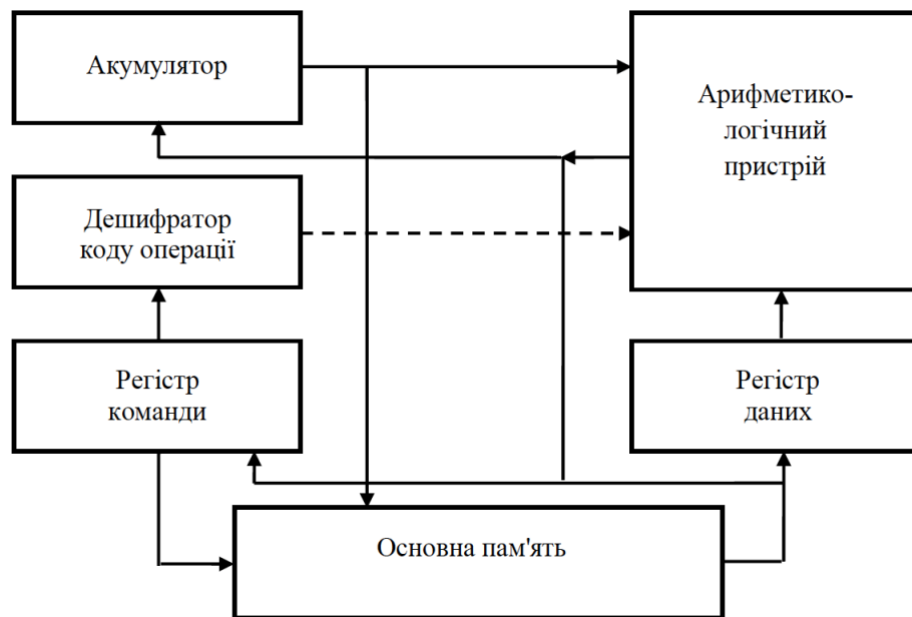 Акумулятор
Арифметико-
логічний
пристрій
Дешифратор
коду операції
Регістр
команди
Регістр
даних
Основна пам'ять